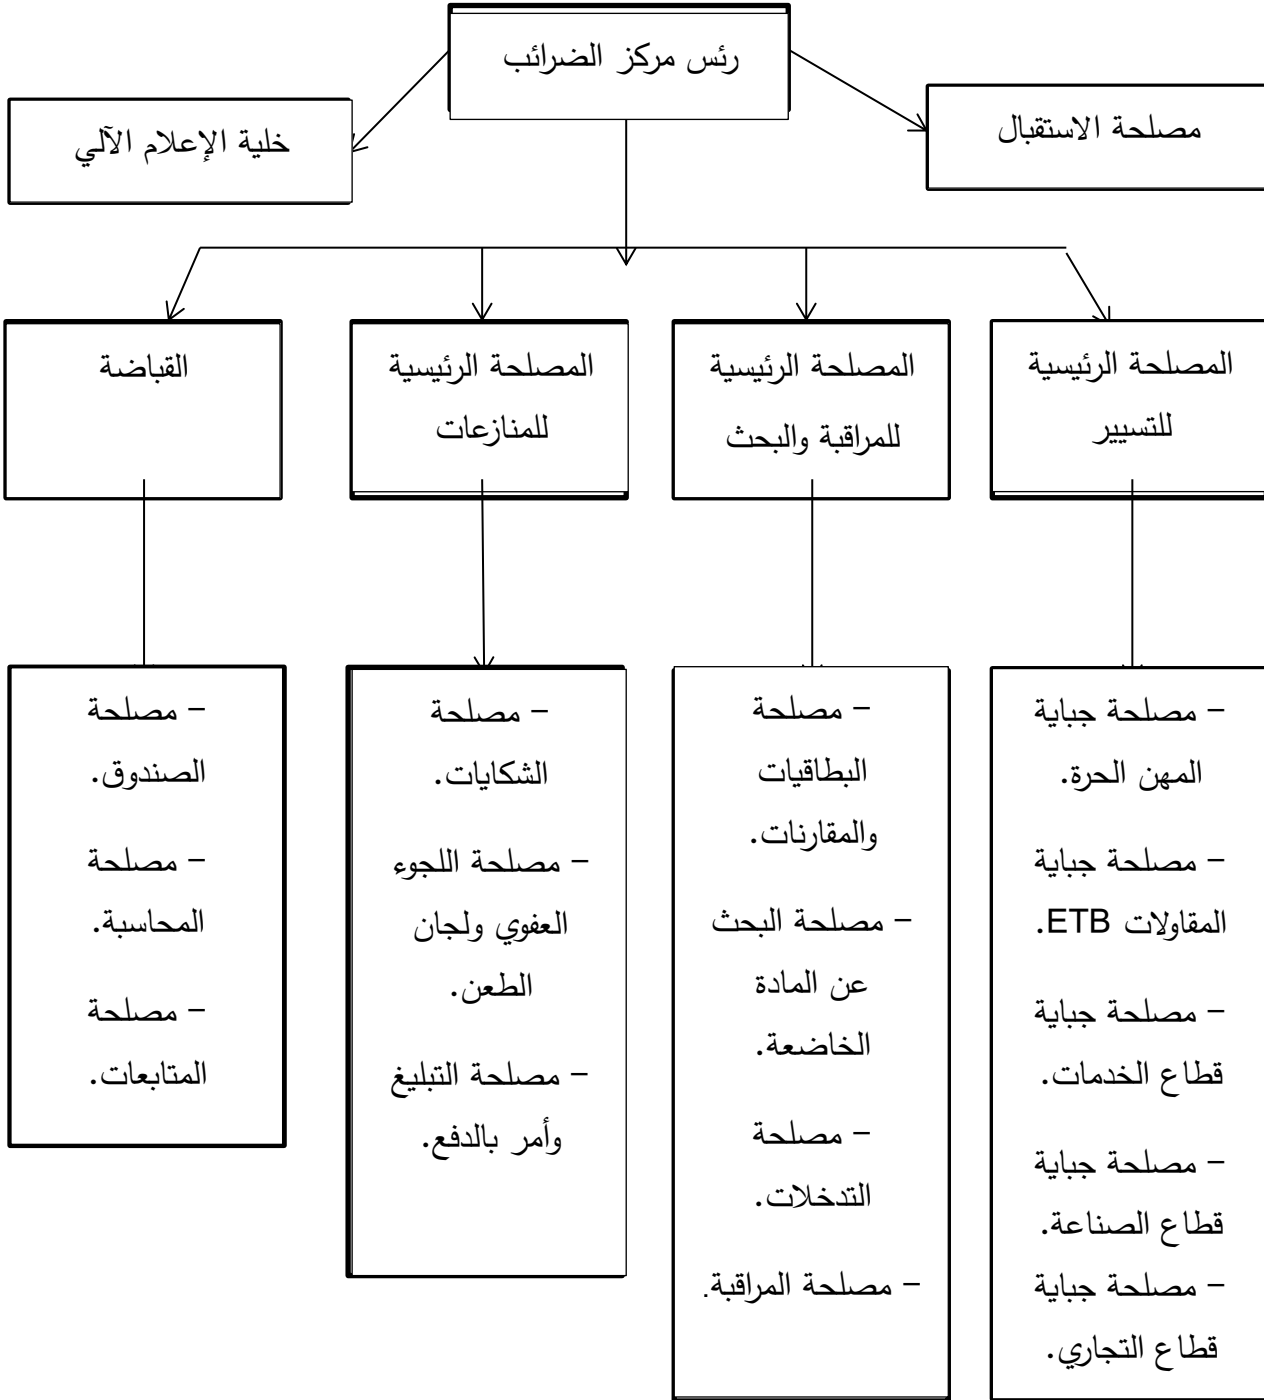 رئس مركز الضرائب
مصلحة الاستقبال
خلية الإعلام الآلي
المصلحة الرئيسية
للتسيير
المصلحة الرئيسية
للمراقبة والبحث
المصلحة الرئيسية
للمنازعات
القباضة
– مصلحة جباية
المهن الحرة.
– مصلحة جباية
المقاولات ETB.
– مصلحة جباية
قطاع الخدمات.
– مصلحة جباية
قطاع الصناعة.
– مصلحة جباية
قطاع التجاري.
– مصلحة
البطاقيات
والمقارنات.
– مصلحة البحث
عن المادة
الخاضعة.
– مصلحة
التدخلات.
– مصلحة المراقبة.
– مصلحة
الشكايات.
– مصلحة اللجوء
العفوي ولجان
الطعن.
– مصلحة التبليغ
وأمر بالدفع.
– مصلحة
الصندوق.
– مصلحة
المحاسبة.
– مصلحة
المتابعات.